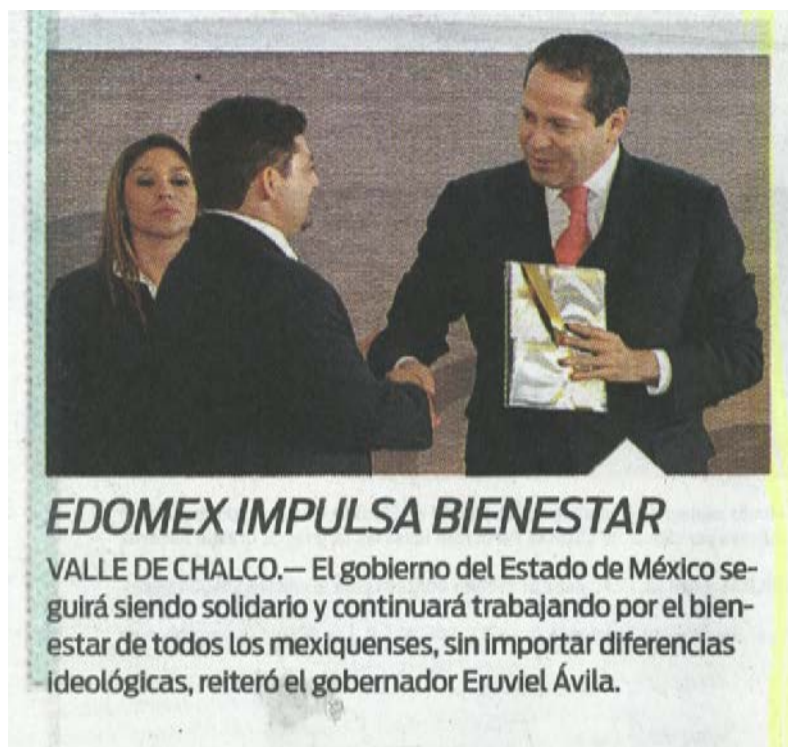 EDOMEX IMPULSA BIENESTAR
VALLE DE CHALCO.— El gobierno del Estado de México se-
guirá siendo solidario y continuará trabajando por el bien-
estar de todos los mexiquenses, sin importar diferencias
ideológicas, reiteró el gobernador Eruviel Ávila.